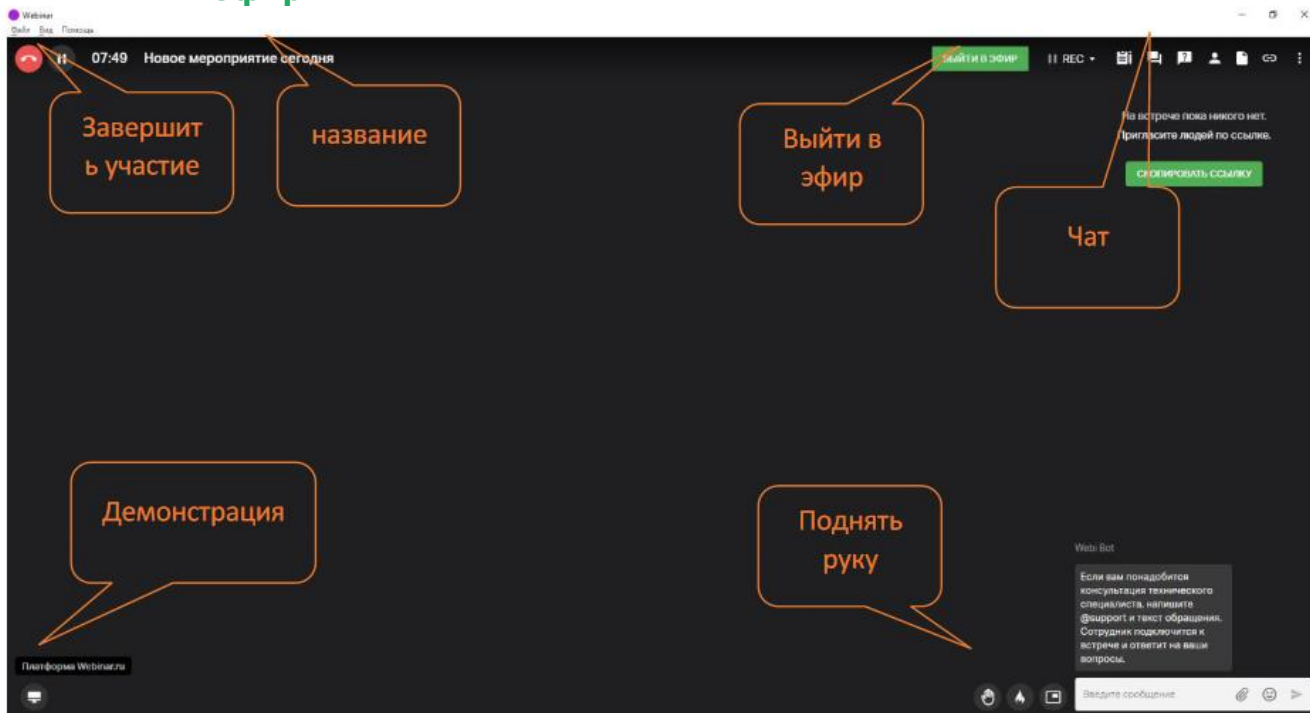 Webinar
Файл Вид Помощь
07:49 Новое мероприятие сегодня
ВЫЙТИ В ЭФИР
REC
Завершит
ь участие
название
Выйти в
эфир
На встрече пока никого нет.
Пригласите людей по ссылке.
СКОПИРОВАТЬ ССЫЛКУ
Чат
Демонстрация
Поднять
руку
Webi Bot
Если вам понадобится
консультация технического
специалиста, напишите
@support и текст обращения.
Сотрудник подключится к
встрече и ответит на ваши
вопросы.
Платформа Webinar.ru
Введите сообщение